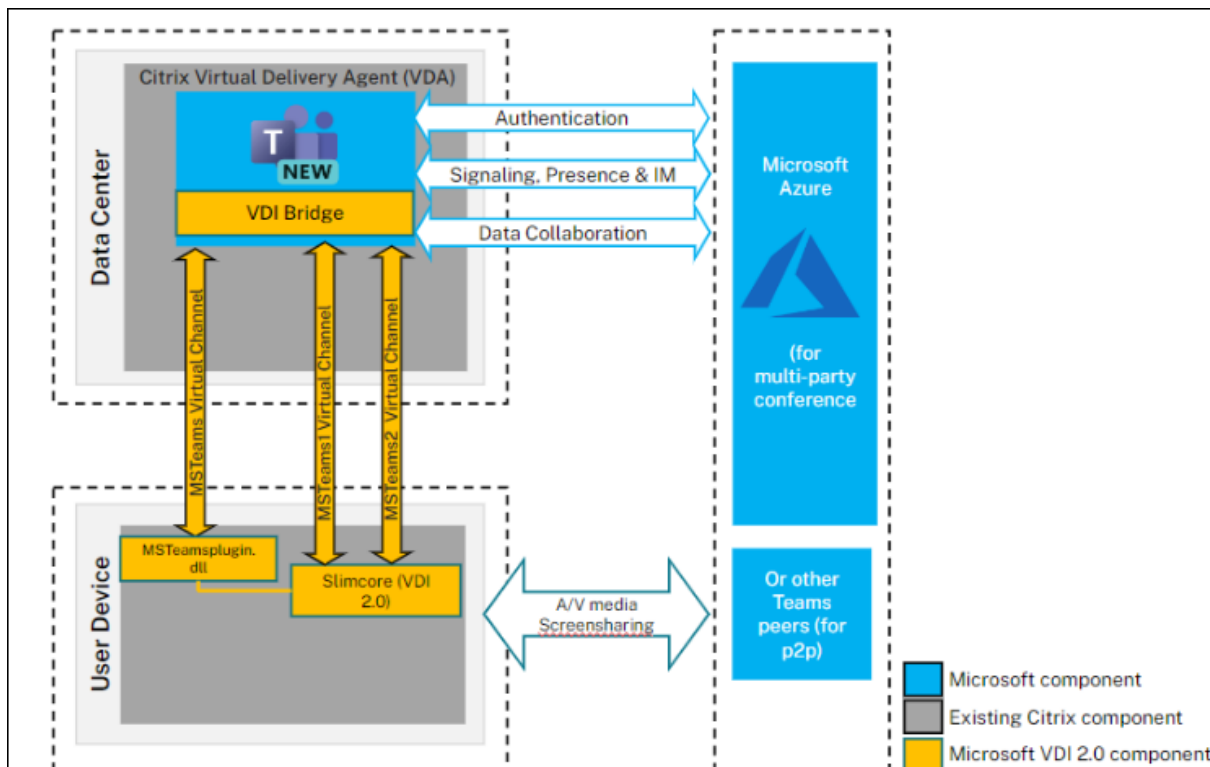 Data Center
Citrix Virtual Delivery Agent (VDA)
T
NEW
VDI Bridge
Authentication
Signaling, Presence & IM
Data Collaboration
Microsoft
Azure
(for
multi-party
conference
MSTeams Virtual Channel
MSTeams1 Virtual Channel
MSTeams2 Virtual Channel
User Device
MSTeamsplugin.
dll
Slimcore (VDI
2.0)
A/V media
Screensharing
Or other
Teams
peers (for
p2p)
Microsoft component
Existing Citrix component
Microsoft VDI 2.0 component